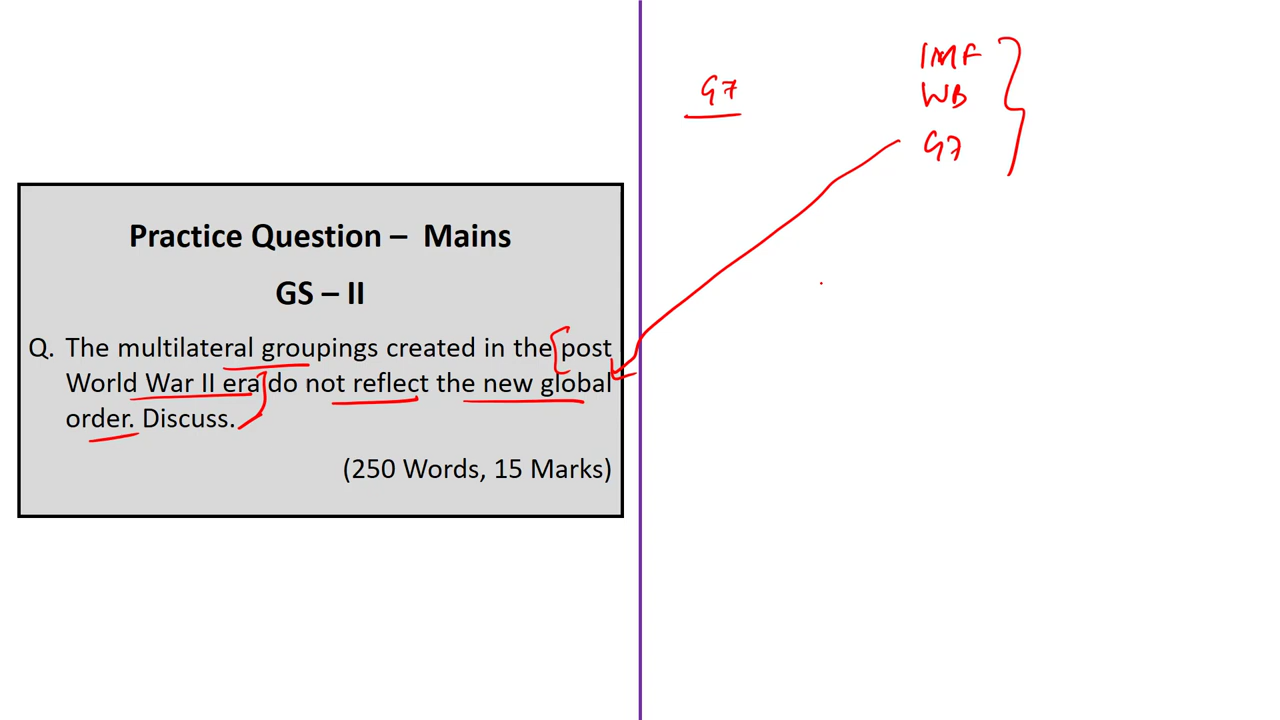 Practice Question – Mains
GS – II
Q. The multilateral groupings created in the post
World War II era do not reflect the new global
order. Discuss.
(250 Words, 15 Marks)
G7
IMF
WB
G7